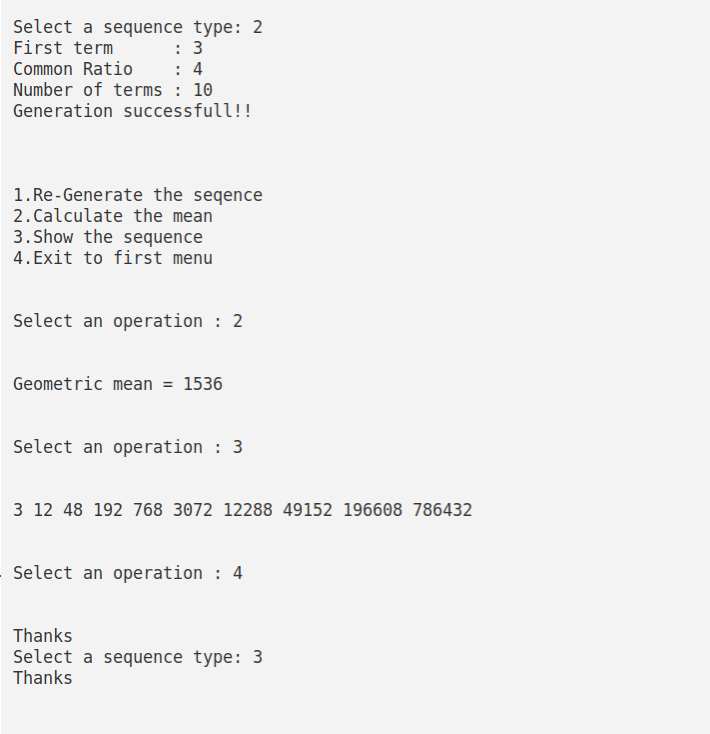 Select a sequence type: 2
First term      : 3
Common Ratio    : 4
Number of terms : 10
Generation successfull!!
1.Re-Generate the seqence
2.Calculate the mean
3.Show the sequence
4.Exit to first menu
Select an operation : 2
Geometric mean = 1536
Select an operation : 3
3 12 48 192 768 3072 12288 49152 196608 786432
Select an operation : 4
Thanks
Select a sequence type: 3
Thanks